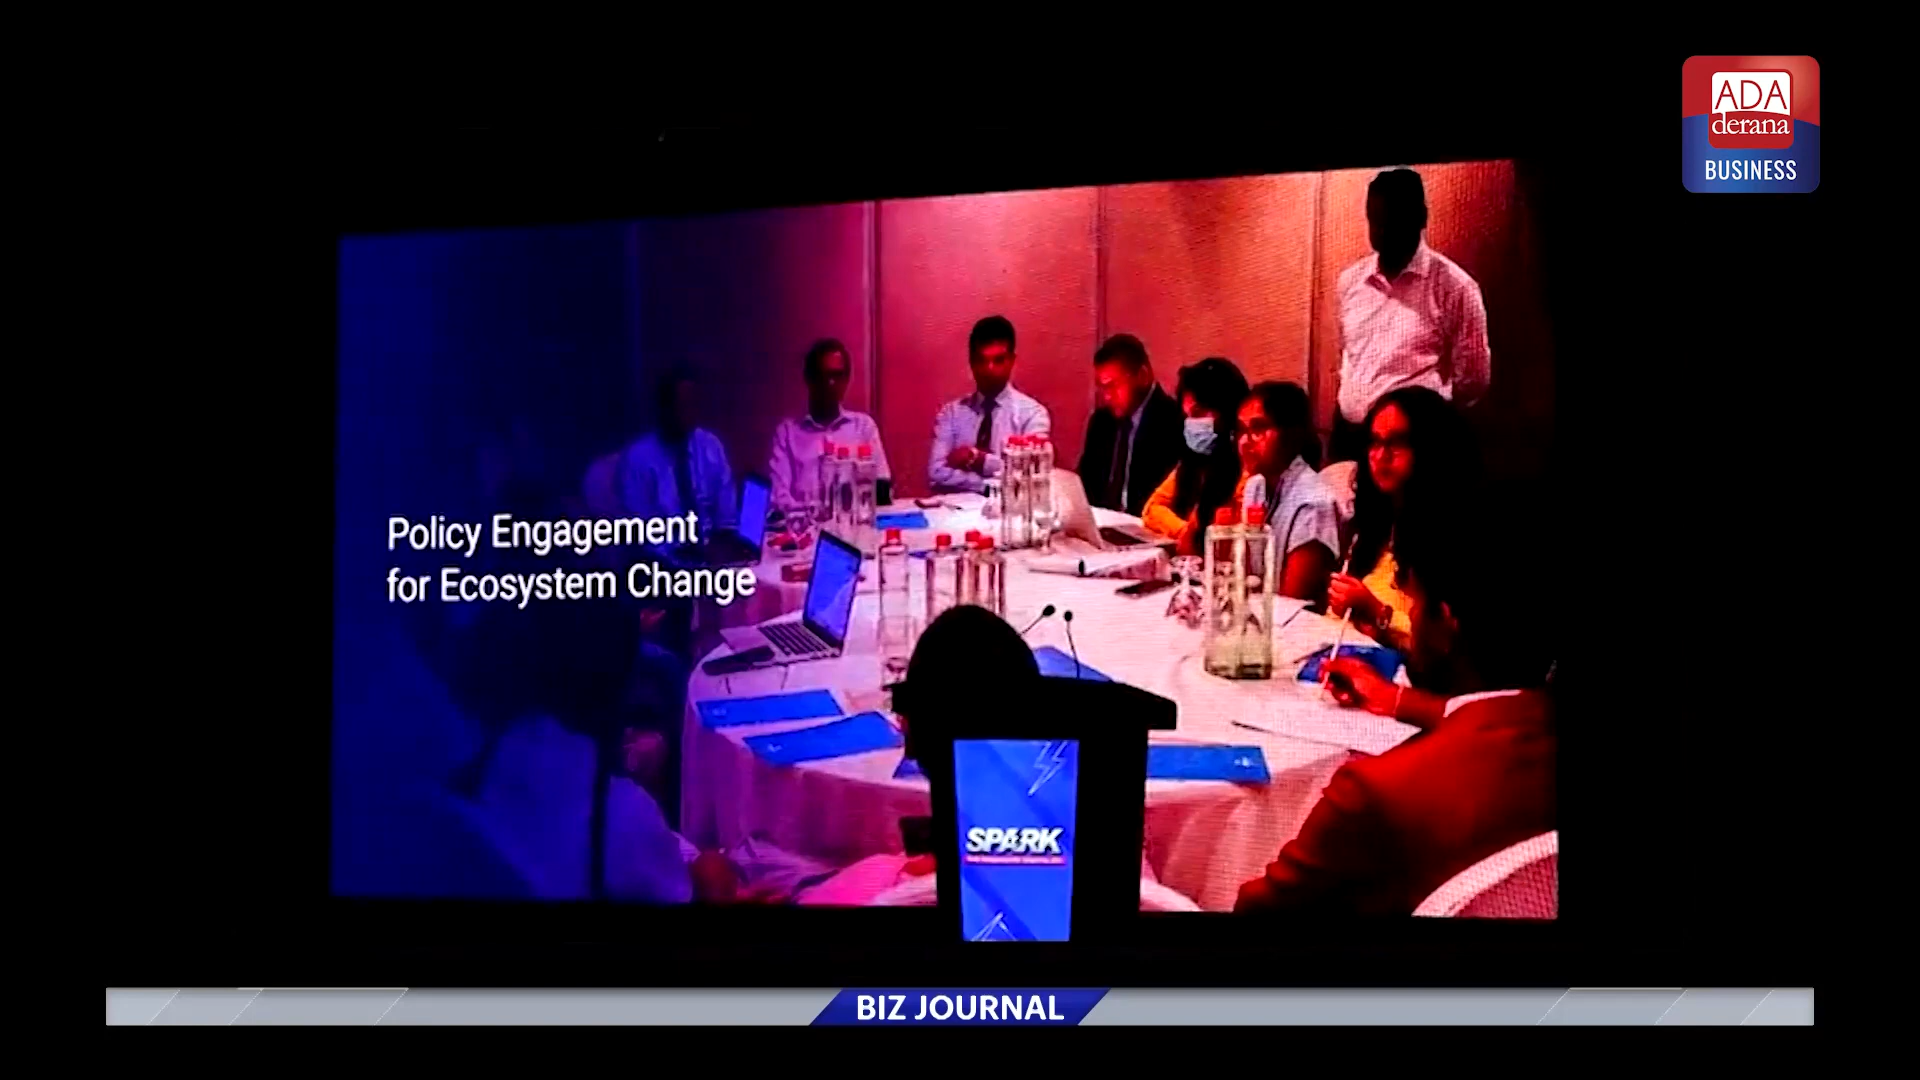 ADA
derana
BUSINESS
Policy Engagement
for Ecosystem Change
SPARK
BIZ JOURNAL